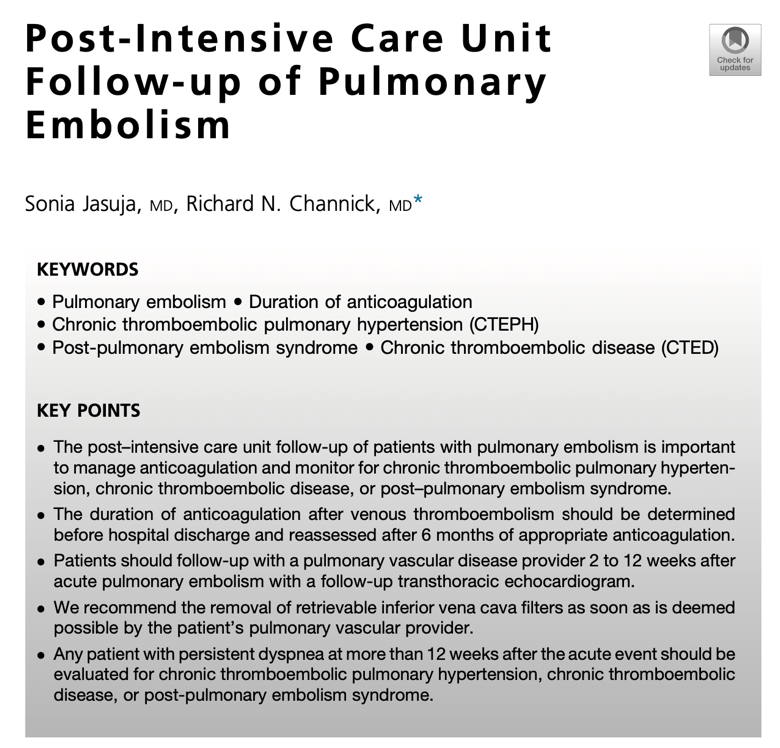 Post-Intensive Care Unit
Follow-up of Pulmonary
Embolism
Check for
updates
Sonia Jasuja, MD, Richard N. Channick, MD*
KEYWORDS
• Pulmonary embolism • Duration of anticoagulation
• Chronic thromboembolic pulmonary hypertension (CTEPH)
• Post-pulmonary embolism syndrome • Chronic thromboembolic disease (CTED)
KEY POINTS
• The post–intensive care unit follow-up of patients with pulmonary embolism is important
to manage anticoagulation and monitor for chronic thromboembolic pulmonary hyperten-
sion, chronic thromboembolic disease, or post–pulmonary embolism syndrome.
• The duration of anticoagulation after venous thromboembolism should be determined
before hospital discharge and reassessed after 6 months of appropriate anticoagulation.
• Patients should follow-up with a pulmonary vascular disease provider 2 to 12 weeks after
acute pulmonary embolism with a follow-up transthoracic echocardiogram.
• We recommend the removal of retrievable inferior vena cava filters as soon as is deemed
possible by the patient's pulmonary vascular provider.
• Any patient with persistent dyspnea at more than 12 weeks after the acute event should be
evaluated for chronic thromboembolic pulmonary hypertension, chronic thromboembolic
disease, or post-pulmonary embolism syndrome.